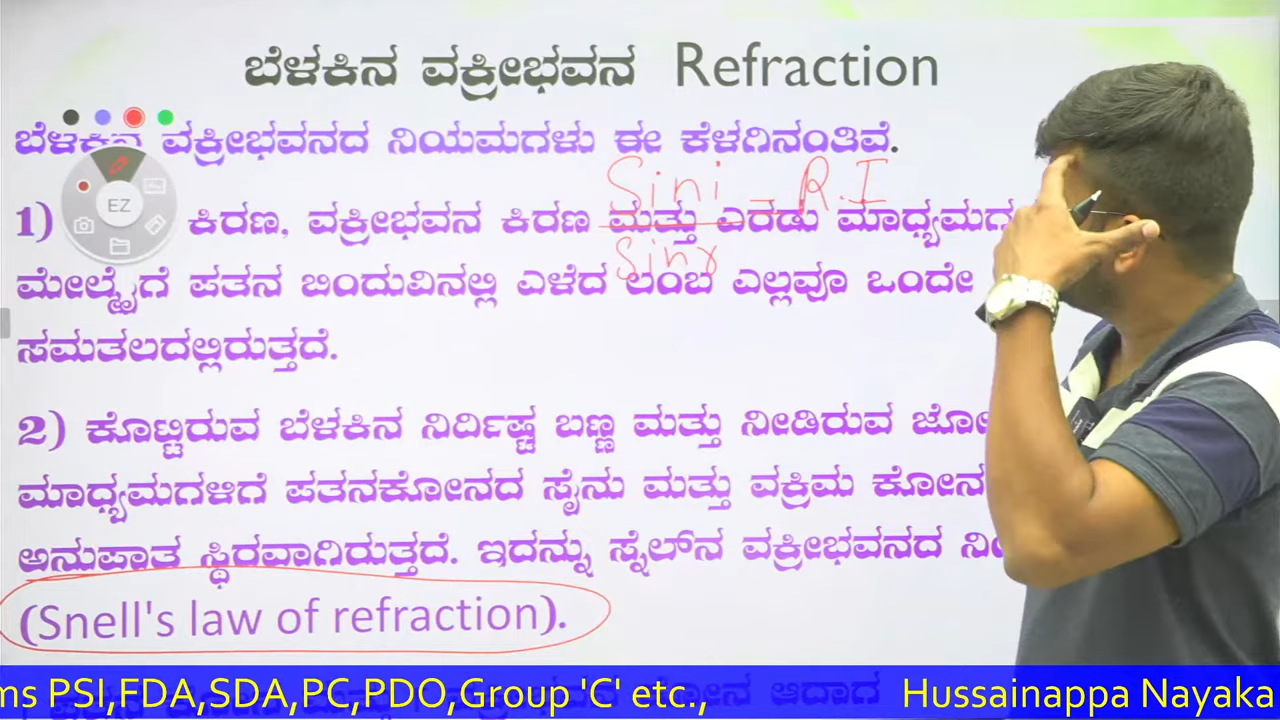 ಬೆಳಕಿನ ವಕ್ರೀಭವನ Refraction
ಬೆಳಕಿನ ವಕ್ರೀಭವನದ ನಿಯಮಗಳು ಈ ಕೆಳಗಿನಂತಿವೆ.
Sin i = R.I
1) ಕಿರಣ, ವಕ್ರೀಭವನ ಕಿರಣ ಮತ್ತು ಎರಡು
Sin r
ಮೇಲ್ಮೈಗೆ ಪತನ ಬಿಂದುವಿನಲ್ಲಿ ಎಳೆದ ಲಂಬ ಎಲ್ಲವೂ ಒಂದೇ
ಸಮತಲದಲ್ಲಿರುತ್ತದೆ.
EZ
2) ಕೊಟ್ಟಿರುವ ಬೆಳಕಿನ ನಿರ್ದಿಷ್ಟ ಬಣ್ಣ ಮತ್ತು ನೀಡಿರುವ
ಮಾಧ್ಯಮಗಳಿಗೆ ಪತನಕೋನದ ಸೈನು ಮತ್ತು ವಕ್ರಿಮ ಕೋನ
ಅನುಪಾತ ಸ್ಥಿರವಾಗಿರುತ್ತದೆ. ಇದನ್ನು ಸ್ನೆಲ್‌ನ ವಕ್ರೀಭವನದ
(Snell's law of refraction).
ms PSI,FDA,SDA,PC,PDO,Group 'C' etc., Hussainappa Nayaka